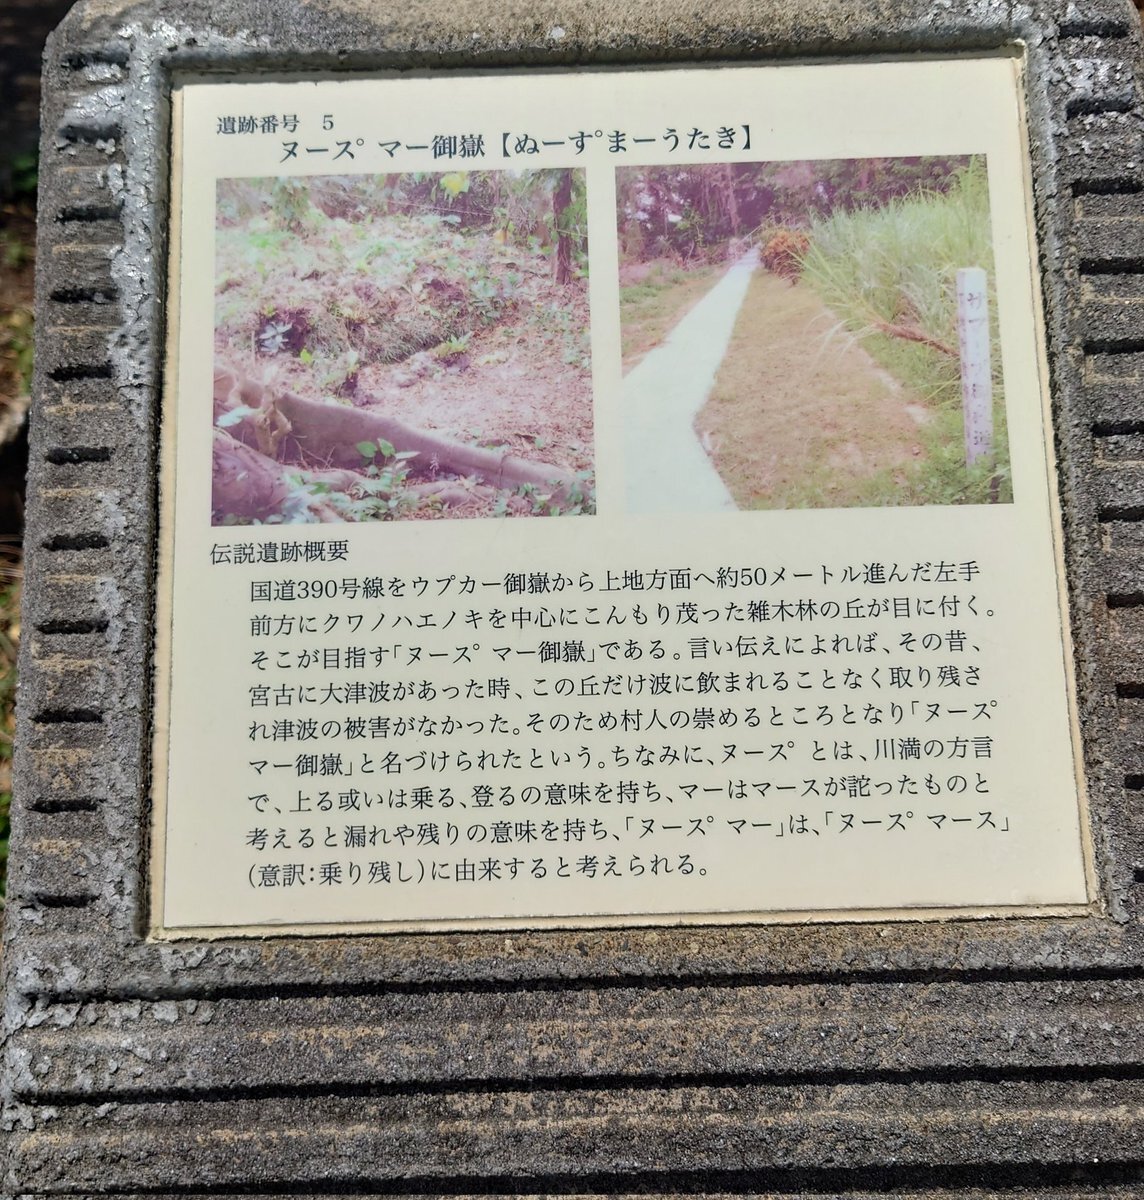 遺跡番号　5
ヌーズ゜マー御嶽【ぬーす゜まーうたき】
伝説遺跡概要
国道390号線をウプカー御嶽から上地方面へ約50メートル進んだ左手
前方にクワノハエノキを中心にこんもり茂った雑木林の丘が目に付く。
そこが目指す「ヌース゜マー御嶽」である。言い伝えによれば、その昔、
宮古に大津波があった時、この丘だけ波に飲まれることなく取り残さ
れ津波の被害がなかった。そのため村人の崇めるところとなり「ヌース゜
マー御嶽」と名づけられたという。ちなみに、ヌース゜とは、川満の方言
で、上る或いは乗る、登るの意味を持ち、マーはマースが訛ったものと
考えると漏れや残りの意味を持ち、「ヌース゜マー」は、「ヌース゜マース」
(意訳:乗り残し)に由来すると考えられる。